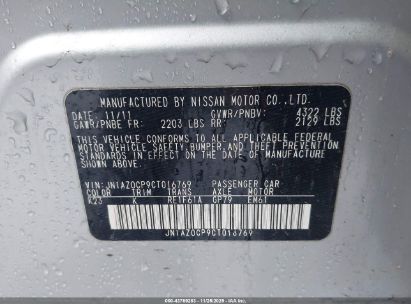 MANUFACTURED BY NISSAN MOTOR CO.,LTD.
DATE: 11/11 GVWR/PNBV: 4322 LBS
GAWR/PNBE FR: 2203 LBS RR: 2129 LBS
THIS VEHICLE CONFORMS TO ALL APPLICABLE FEDERAL
MOTOR VEHICLE SAFETY, BUMPER, AND THEFT
PREVENTION STANDARDS IN EFFECT ON THE DATE OF
MANUFACTURE SHOWN ABOVE.
VIN: JN1AZ0CP9CT016769 PASSENGER CAR
COLOR TRIM TRANS AXLE MOTOR
K23 K RE1F61A GP79 EM61
JN1AZ0CP9CT016769